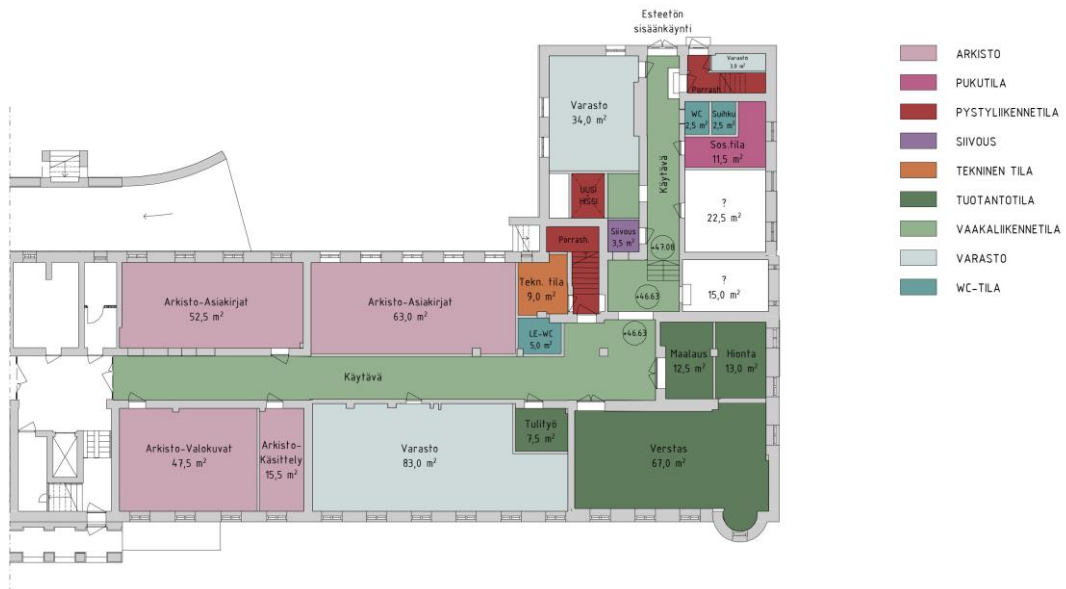 Esteetön
sisäänkäynti
Varasto
3,0 m²
Porrash.
Varasto
34,0 m²
WC
2,5 m²
Suihku
2,5 m²
Sos.tila
11,5 m²
Käytävä
UUSI
HISSI
?
22,5 m²
Siivous
3,5 m²
Porrash.
+47.08
Tekn. tila
9,0 m²
+46.63
?
15,0 m²
Arkisto-Asiakirjat
52,5 m²
Arkisto-Asiakirjat
63,0 m²
LE-WC
5,0 m²
+46.63
Maalaus
12,5 m²
Hionta
13,0 m²
Käytävä
Arkisto-Valokuvat
47,5 m²
Arkisto-
Käsittely
15,5 m²
Varasto
83,0 m²
Tulityö
7,5 m²
Verstas
67,0 m²
ARKISTO
PUKUTILA
PYSTYLIIKENNETILA
SIIVOUS
TEKNINEN TILA
TUOTANTOTILA
VAAKALIIKENNETILA
VARASTO
WC-TILA